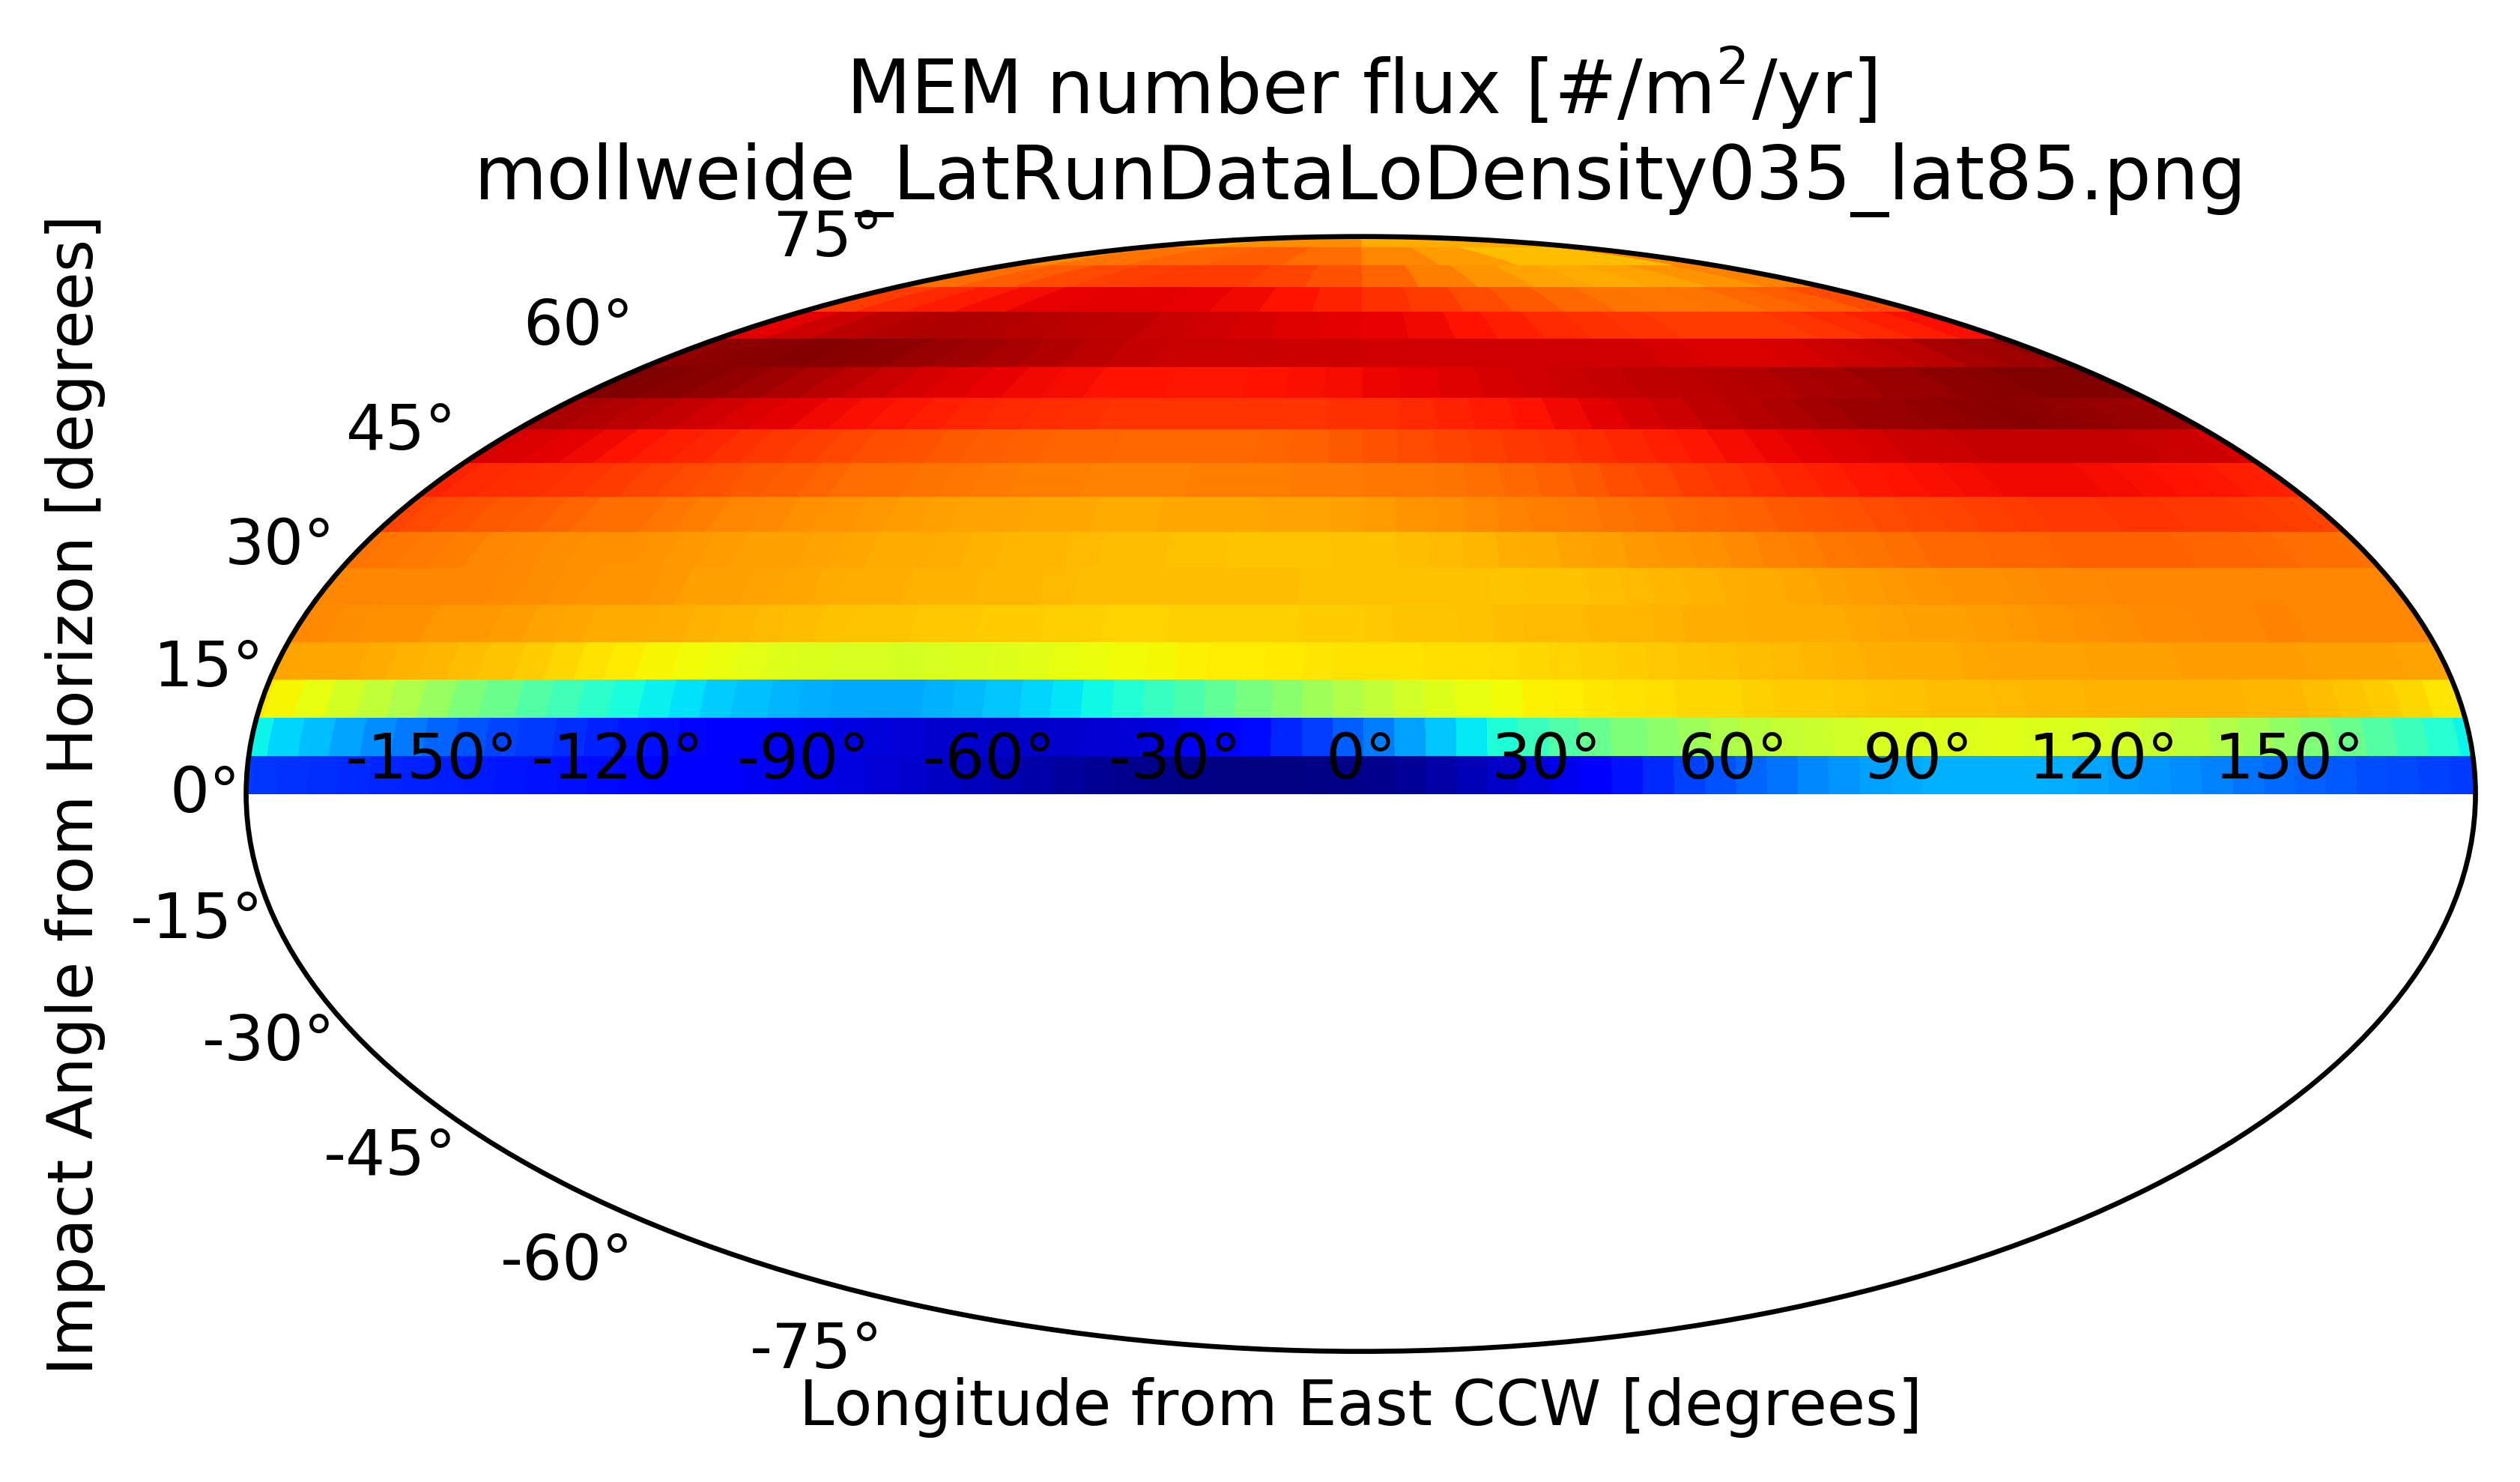 MEM number flux [#/m²/yr]
mollweide_LatRunDataLoDensity035_lat85.png
Impact Angle from Horizon [degrees]
75°
60°
45°
30°
15°
0°
-150° -120° -90° -60° -30° 0° 30° 60° 90° 120° 150°
-15°
-30°
-45°
-60°
-75°
Longitude from East CCW [degrees]